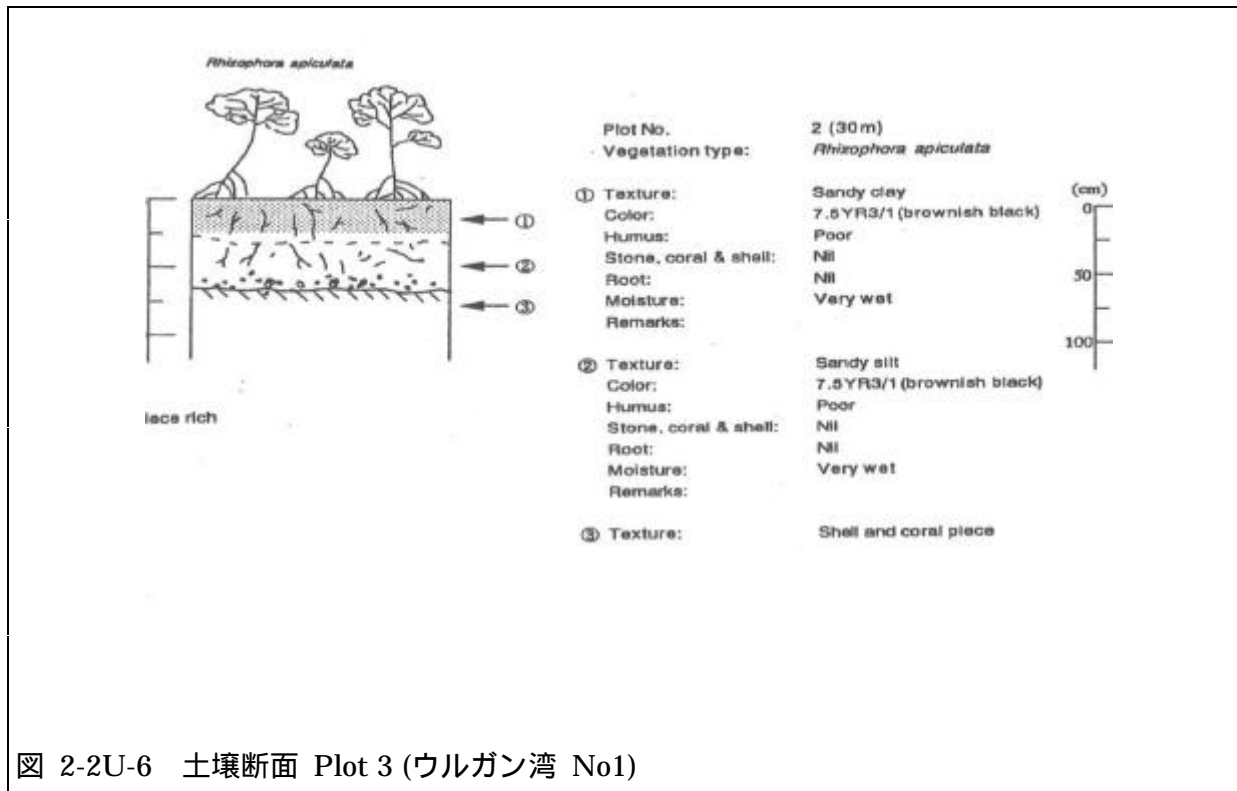 Rhizophora apiculata
Plot No. 2 (30m)
Vegetation type: Rhizophora apiculata
① Texture: Sandy clay
Color: 7.5YR3/1 (brownish black)
Humus: Poor
Stone, coral & shell: Nil
Root: Nil
Moisture: Very wet
Remarks:
② Texture: Sandy silt
Color: 7.5YR3/1 (brownish black)
Humus: Poor
Stone, coral & shell: Nil
Root: Nil
Moisture: Very wet
Remarks:
③ Texture: Shell and coral piece
①
②
③
iece rich
(cm)
0
50
100
図 2-2U-6 土壌断面 Plot 3 (ウルガン湾 No1)